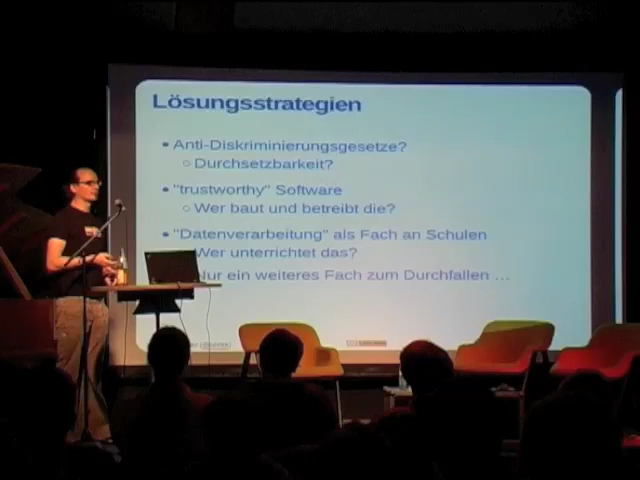 Lösungsstrategien
• Anti-Diskriminierungsgesetze?
○ Durchsetzbarkeit?
• "trustworthy" Software
○ Wer baut und betreibt die?
• "Datenverarbeitung" als Fach an Schulen
Wer unterrichtet das?
Nur ein weiteres Fach zum Durchfallen ...